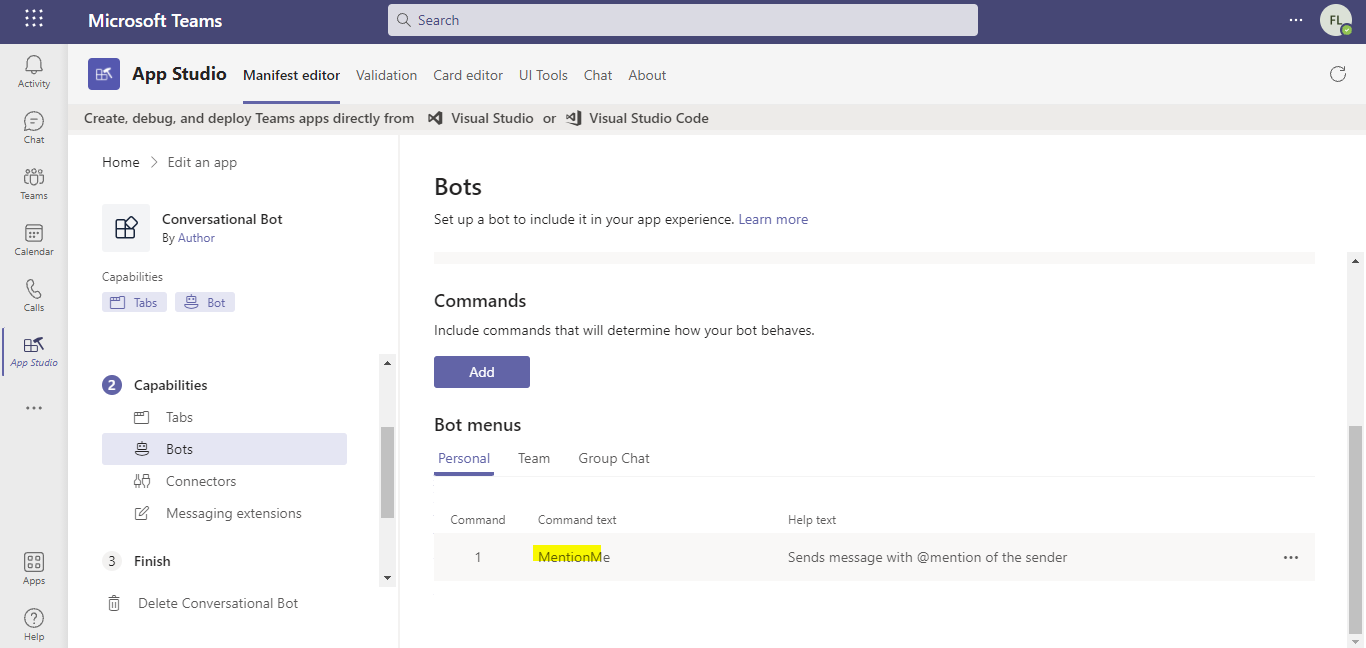 Microsoft Teams
Search
FL
Activity
Chat
Teams
Calendar
Calls
App Studio
Apps
Help
App Studio Manifest editor Validation Card editor UI Tools Chat About
Create, debug, and deploy Teams apps directly from Visual Studio or Visual Studio Code
Home Edit an app
Conversational Bot
By Author
Capabilities
Tabs Bot
2 Capabilities
Tabs
Bots
Connectors
Messaging extensions
3 Finish
Delete Conversational Bot
Bots
Set up a bot to include it in your app experience. Learn more
Commands
Include commands that will determine how your bot behaves.
Add
Bot menus
Personal Team Group Chat
Command Command text Help text
1 MentionMe Sends message with @mention of the sender